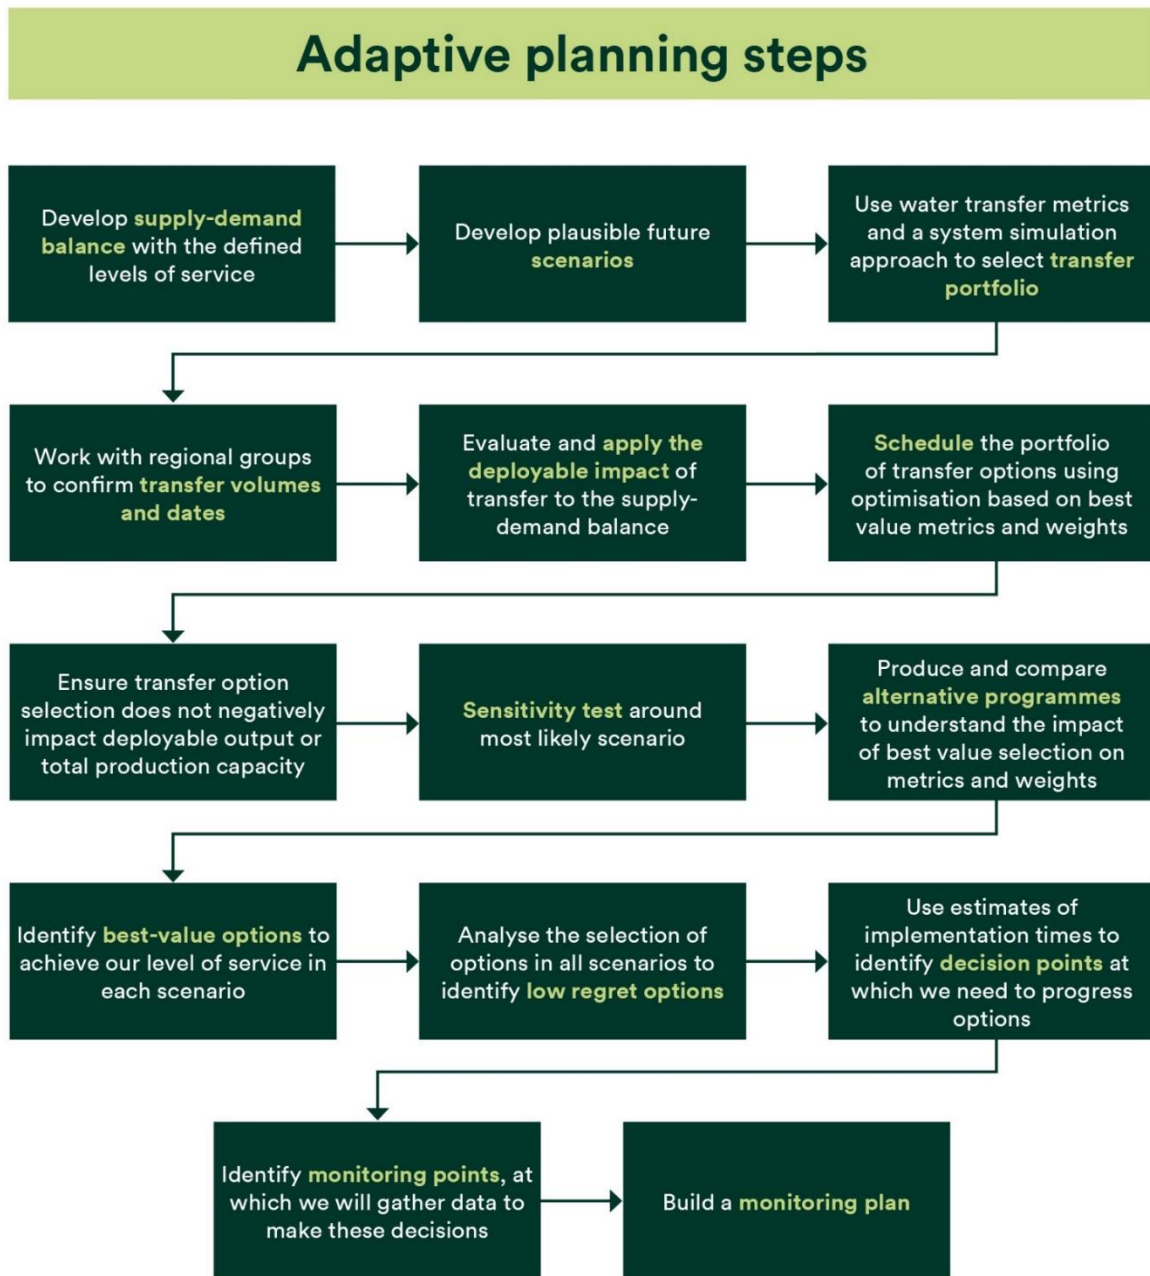 Adaptive planning steps
Develop supply-demand
balance with the defined
levels of service
Develop plausible future
scenarios
Use water transfer metrics
and a system simulation
approach to select transfer
portfolio
Work with regional groups
to confirm transfer volumes
and dates
Evaluate and apply the
deployable impact of
transfer to the supply-
demand balance
Schedule the portfolio
of transfer options using
optimisation based on best
value metrics and weights
Ensure transfer option
selection does not negatively
impact deployable output or
total production capacity
Sensitivity test around
most likely scenario
Produce and compare
alternative programmes
to understand the impact
of best value selection on
metrics and weights
Identify best-value options to
achieve our level of service in
each scenario
Analyse the selection of
options in all scenarios to
identify low regret options
Use estimates of
implementation times to
identify decision points at
which we need to progress
options
Identify monitoring points, at
which we will gather data to
make these decisions
Build a monitoring plan